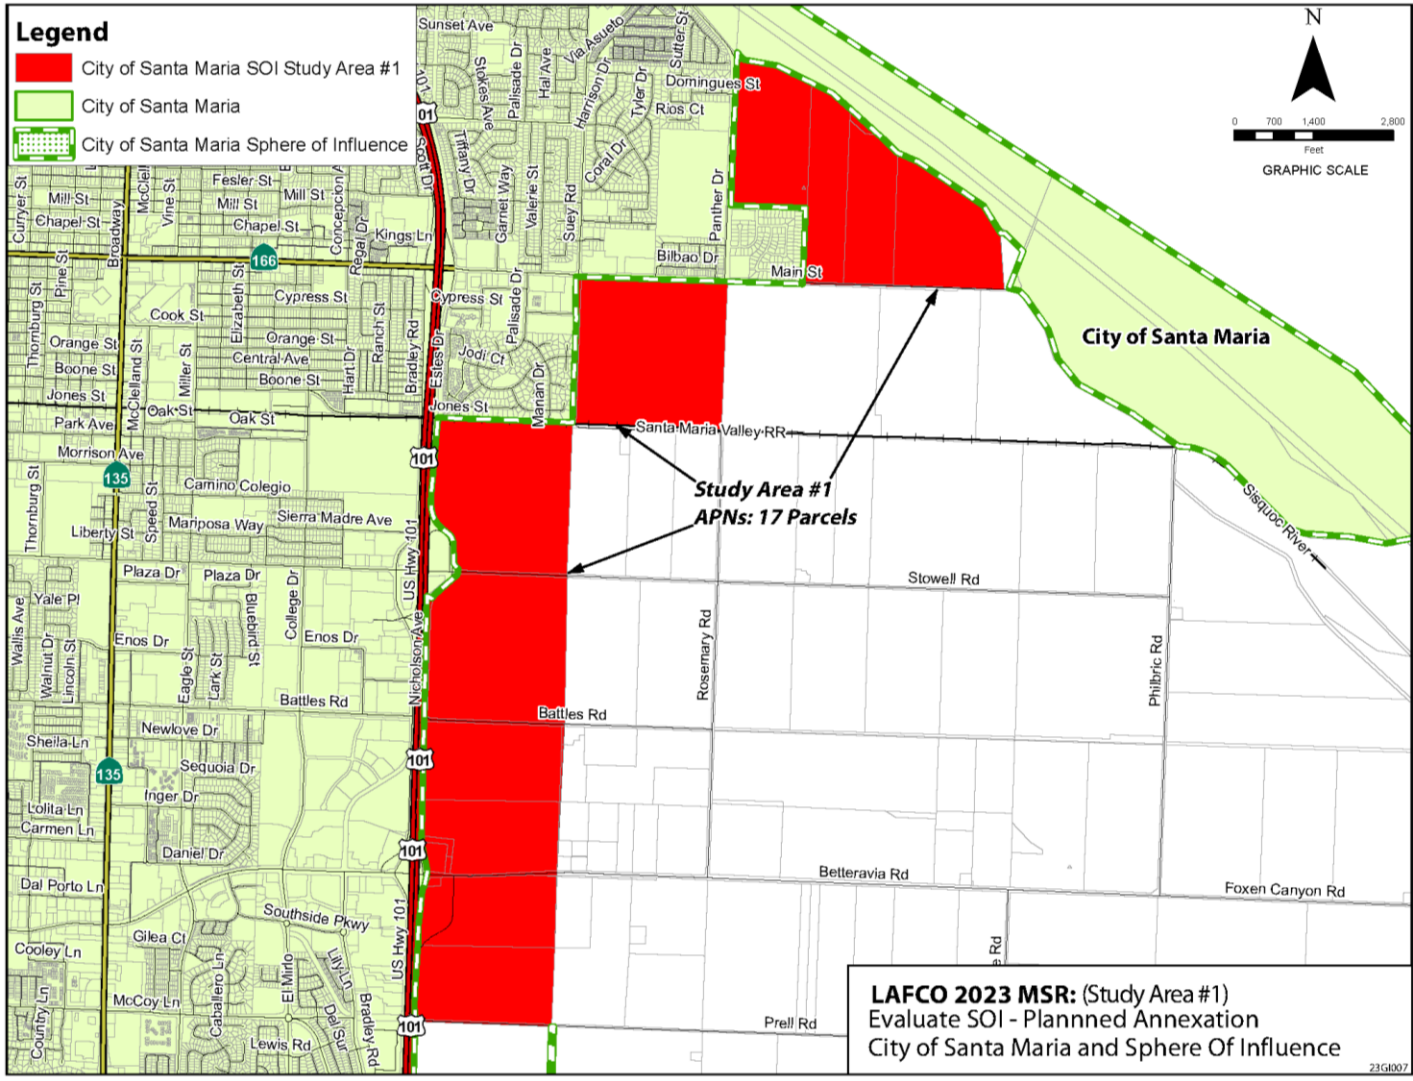 Legend
City of Santa Maria SOI Study Area #1
City of Santa Maria
City of Santa Maria Sphere of Influence
N
0 700 1,400 2,800
Feet
GRAPHIC SCALE
Sunset Ave
Stokes Ave
Palisade Dr
Hal Ave
Via Asueto
Harrison Dr
Tyler Dr
Sutter St
Domingues St
Rios Ct
Coral Dr
101
01
Scott Dr
Tiffany Dr
Garnet Way
Valerie St
Suey Rd
Panther Dr
Bilbao Dr
Main St
Curryer St
Mill St
Chapel St
Pine St
Broadway
McClell
Vine St
Fesler St
Mill St
Mill St
Chapel St
Concepcion A
Regal Dr
Kings Ln
166
Cypress St
Cypress St
Palisade Dr
Thornburg St
Cook St
Elizabeth St
Orange St
Orange St
Central Ave
Boone St
Boone St
Jones St
McClelland St
Miller St
Hart Dr
Ranch St
Bradley Rd
Estes Dr
Jodi Ct
Marian Dr
Jones St
Oak St
Oak St
Park Ave
Morrison Ave
135
Camino Colegio
101
Santa Maria Valley RR
City of Santa Maria
Study Area #1
APNs: 17 Parcels
Thornburg St
Speed St
Liberty St
Mariposa Way
Sierra Madre Ave
US Hwy 101
Sisquoc River
Plaza Dr
Plaza Dr
Stowell Rd
Yale Pl
Wallis Ave
Walnut Dr
Lincoln St
Enos Dr
Eagle St
Lark St
Bluebird St
College Dr
Enos Dr
Nicholson Ave
Rosemary Rd
Philbric Rd
Battles Rd
Battles Rd
Newlove Dr
Sheila Ln
135
Sequoia Dr
101
Inger Dr
Lolita Ln
Carmen Ln
Daniel Dr
101
Betteravia Rd
Foxen Canyon Rd
Dal Porto Ln
Southside Pkwy
US Hwy 101
Gilea Ct
Cooley Ln
Caballero Ln
El Mirlo
Lily Ln
e Rd
McCoy Ln
Country Ln
Del Sur
Bradley Rd
Lewis Rd
101
Prell Rd
LAFCO 2023 MSR: (Study Area #1)
Evaluate SOI - Plannned Annexation
City of Santa Maria and Sphere Of Influence
23GI007